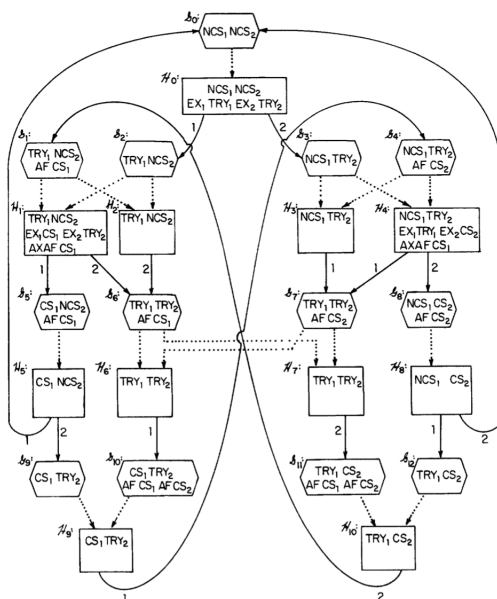 𝒮₀:
NCS₁ NCS₂
ℋ₀:
NCS₁ NCS₂
EX₁ TRY₁ EX₂ TRY₂
1
2
𝒮₁:
TRY₁ NCS₂
AF CS₁
𝒮₂:
TRY₁ NCS₂
𝒮₃:
NCS₁ TRY₂
𝒮₄:
NCS₁ TRY₂
AF CS₂
ℋ₁:
TRY₁ NCS₂
EX₁CS₁ EX₂ TRY₂
AXAF CS₁
ℋ₂:
TRY₁ NCS₂
ℋ₃:
NCS₁ TRY₂
ℋ₄:
NCS₁ TRY₂
EX₁TRY₁ EX₂CS₂
AXAF CS₁
1
2
2
1
1
2
𝒮₅:
CS₁ NCS₂
AF CS₁
𝒮₆:
TRY₁ TRY₂
AF CS₁
𝒮₇:
TRY₁ TRY₂
AF CS₂
𝒮₈:
NCS₁ CS₂
AF CS₂
ℋ₅:
CS₁ NCS₂
ℋ₆:
TRY₁ TRY₂
ℋ₇:
TRY₁ TRY₂
ℋ₈:
NCS₁ CS₂
1
2
1
2
1
2
𝒮₉:
CS₁ TRY₂
𝒮₁₀:
CS₁ TRY₂
AF CS₁ AF CS₂
𝒮₁₁:
TRY₁ CS₂
AF CS₁ AF CS₂
𝒮₁₂:
TRY₁ CS₂
ℋ₉:
CS₁ TRY₂
ℋ₁₀:
TRY₁ CS₂
1
2